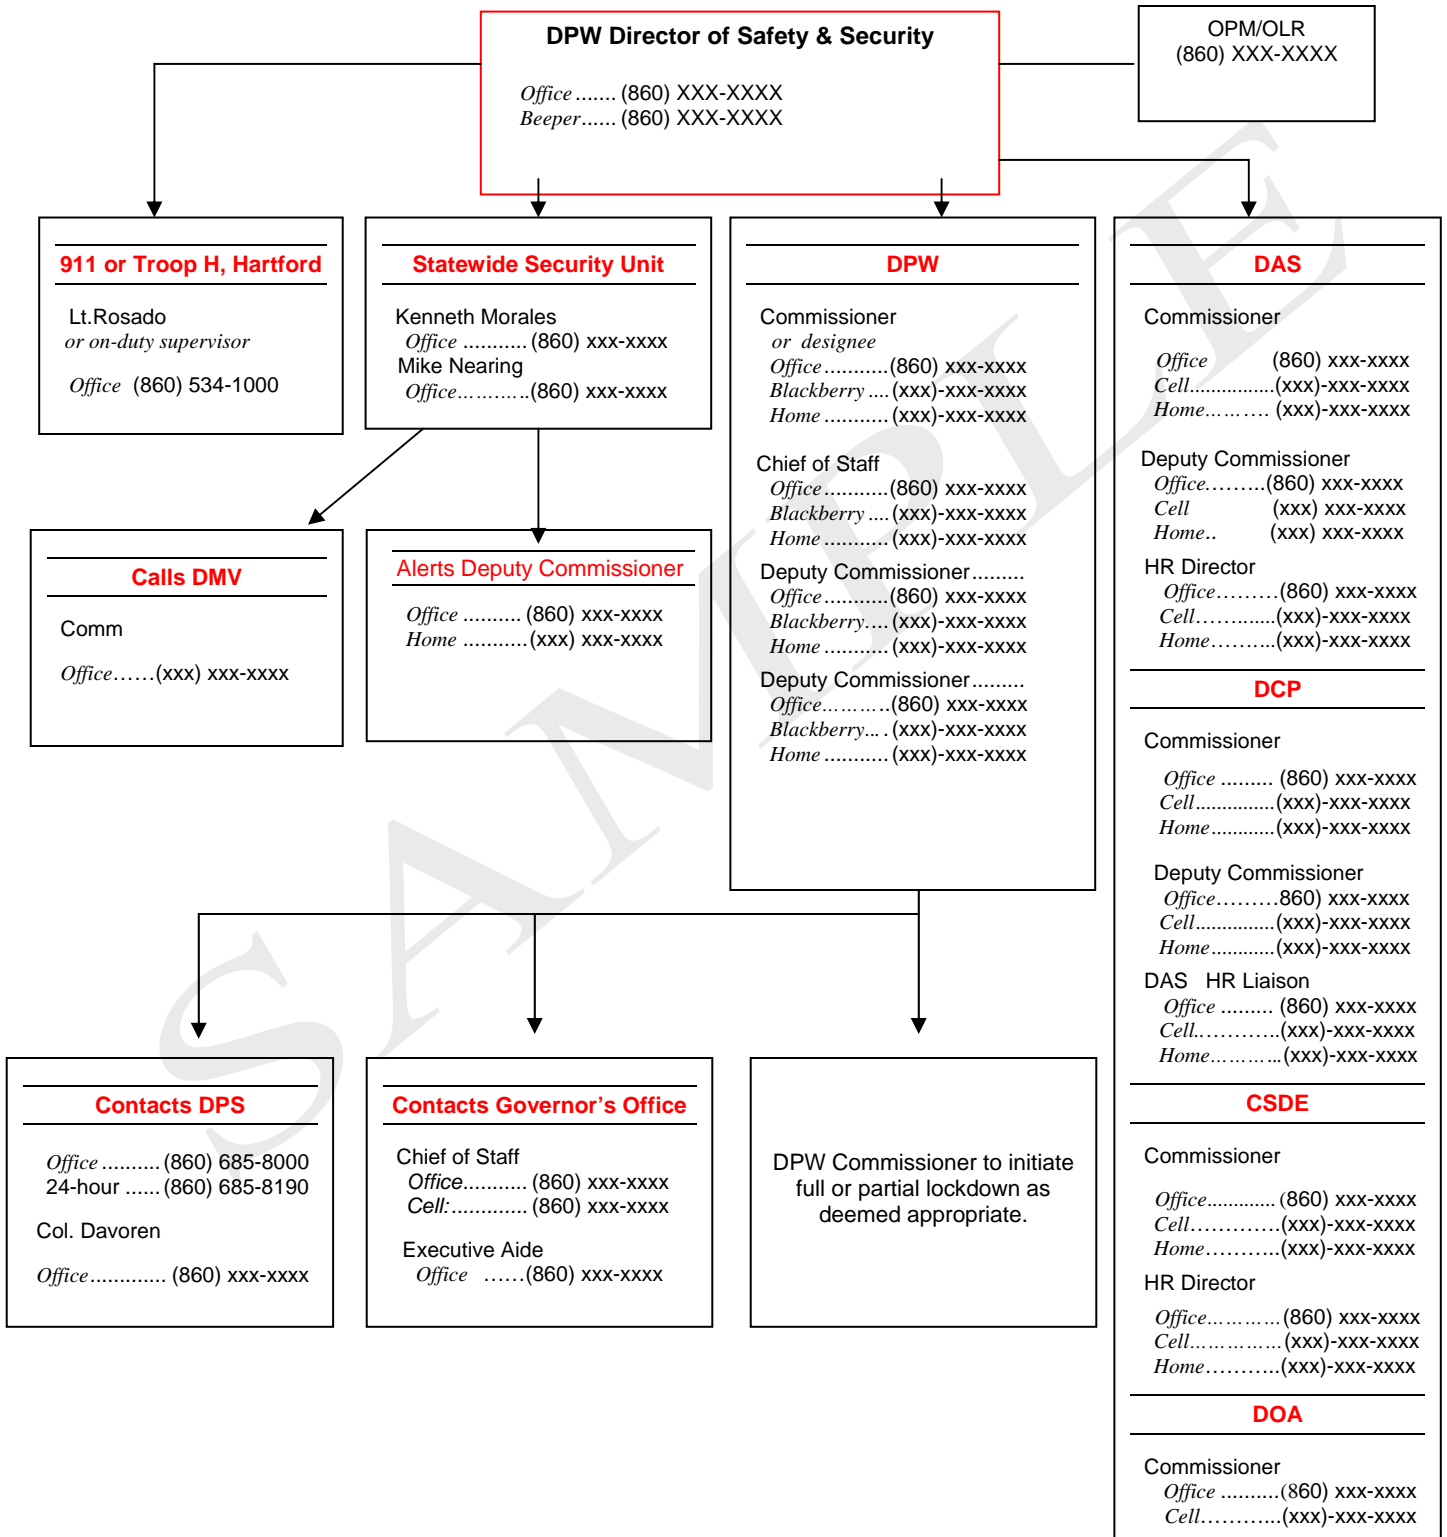 DPW Director of Safety & Security
Office ....... (860) XXX-XXXX
Beeper...... (860) XXX-XXXX
OPM/OLR
(860) XXX-XXXX
911 or Troop H, Hartford
Lt.Rosado
or on-duty supervisor
Office (860) 534-1000
Statewide Security Unit
Kenneth Morales
Office ........... (860) xxx-xxxx
Mike Nearing
Office………..(860) xxx-xxxx
Calls DMV
Comm
Office……(xxx) xxx-xxxx
Alerts Deputy Commissioner
Office .......... (860) xxx-xxxx
Home ...........(xxx) xxx-xxxx
DPW
Commissioner
or designee
Office...........(860) xxx-xxxx
Blackberry ....(xxx)-xxx-xxxx
Home ...........(xxx)-xxx-xxxx
Chief of Staff
Office...........(860) xxx-xxxx
Blackberry ....(xxx)-xxx-xxxx
Home ...........(xxx)-xxx-xxxx
Deputy Commissioner.........
Office...........(860) xxx-xxxx
Blackberry....(xxx)-xxx-xxxx
Home ...........(xxx)-xxx-xxxx
Deputy Commissioner.........
Office………..(860) xxx-xxxx
Blackberry... .(xxx)-xxx-xxxx
Home ...........(xxx)-xxx-xxxx
DAS
Commissioner
Office (860) xxx-xxxx
Cell...............(xxx)-xxx-xxxx
Home…….... (xxx)-xxx-xxxx
Deputy Commissioner
Office……...(860) xxx-xxxx
Cell (xxx) xxx-xxxx
Home.. (xxx) xxx-xxxx
HR Director
Office………(860) xxx-xxxx
Cell…….......(xxx)-xxx-xxxx
Home……....(xxx)-xxx-xxxx
DCP
Commissioner
Office ......... (860) xxx-xxxx
Cell...............(xxx)-xxx-xxxx
Home............(xxx)-xxx-xxxx
Deputy Commissioner
Office………860) xxx-xxxx
Cell...............(xxx)-xxx-xxxx
Home............(xxx)-xxx-xxxx
DAS HR Liaison
Office ......... (860) xxx-xxxx
Cell..………..(xxx)-xxx-xxxx
Home………..(xxx)-xxx-xxxx
CSDE
Commissioner
Office............. (860) xxx-xxxx
Cell………….(xxx)-xxx-xxxx
Home………..(xxx)-xxx-xxxx
HR Director
Office…………(860) xxx-xxxx
Cell……………(xxx)-xxx-xxxx
Home………..(xxx)-xxx-xxxx
DOA
Commissioner
Office ..........(860) xxx-xxxx
Cell………...(xxx)-xxx-xxxx
Contacts DPS
Office .......... (860) 685-8000
24-hour ...... (860) 685-8190
Col. Davoren
Office............. (860) xxx-xxxx
Contacts Governor’s Office
Chief of Staff
Office........... (860) xxx-xxxx
Cell:............. (860) xxx-xxxx
Executive Aide
Office ……(860) xxx-xxxx
DPW Commissioner to initiate
full or partial lockdown as
deemed appropriate.
SAMPLE